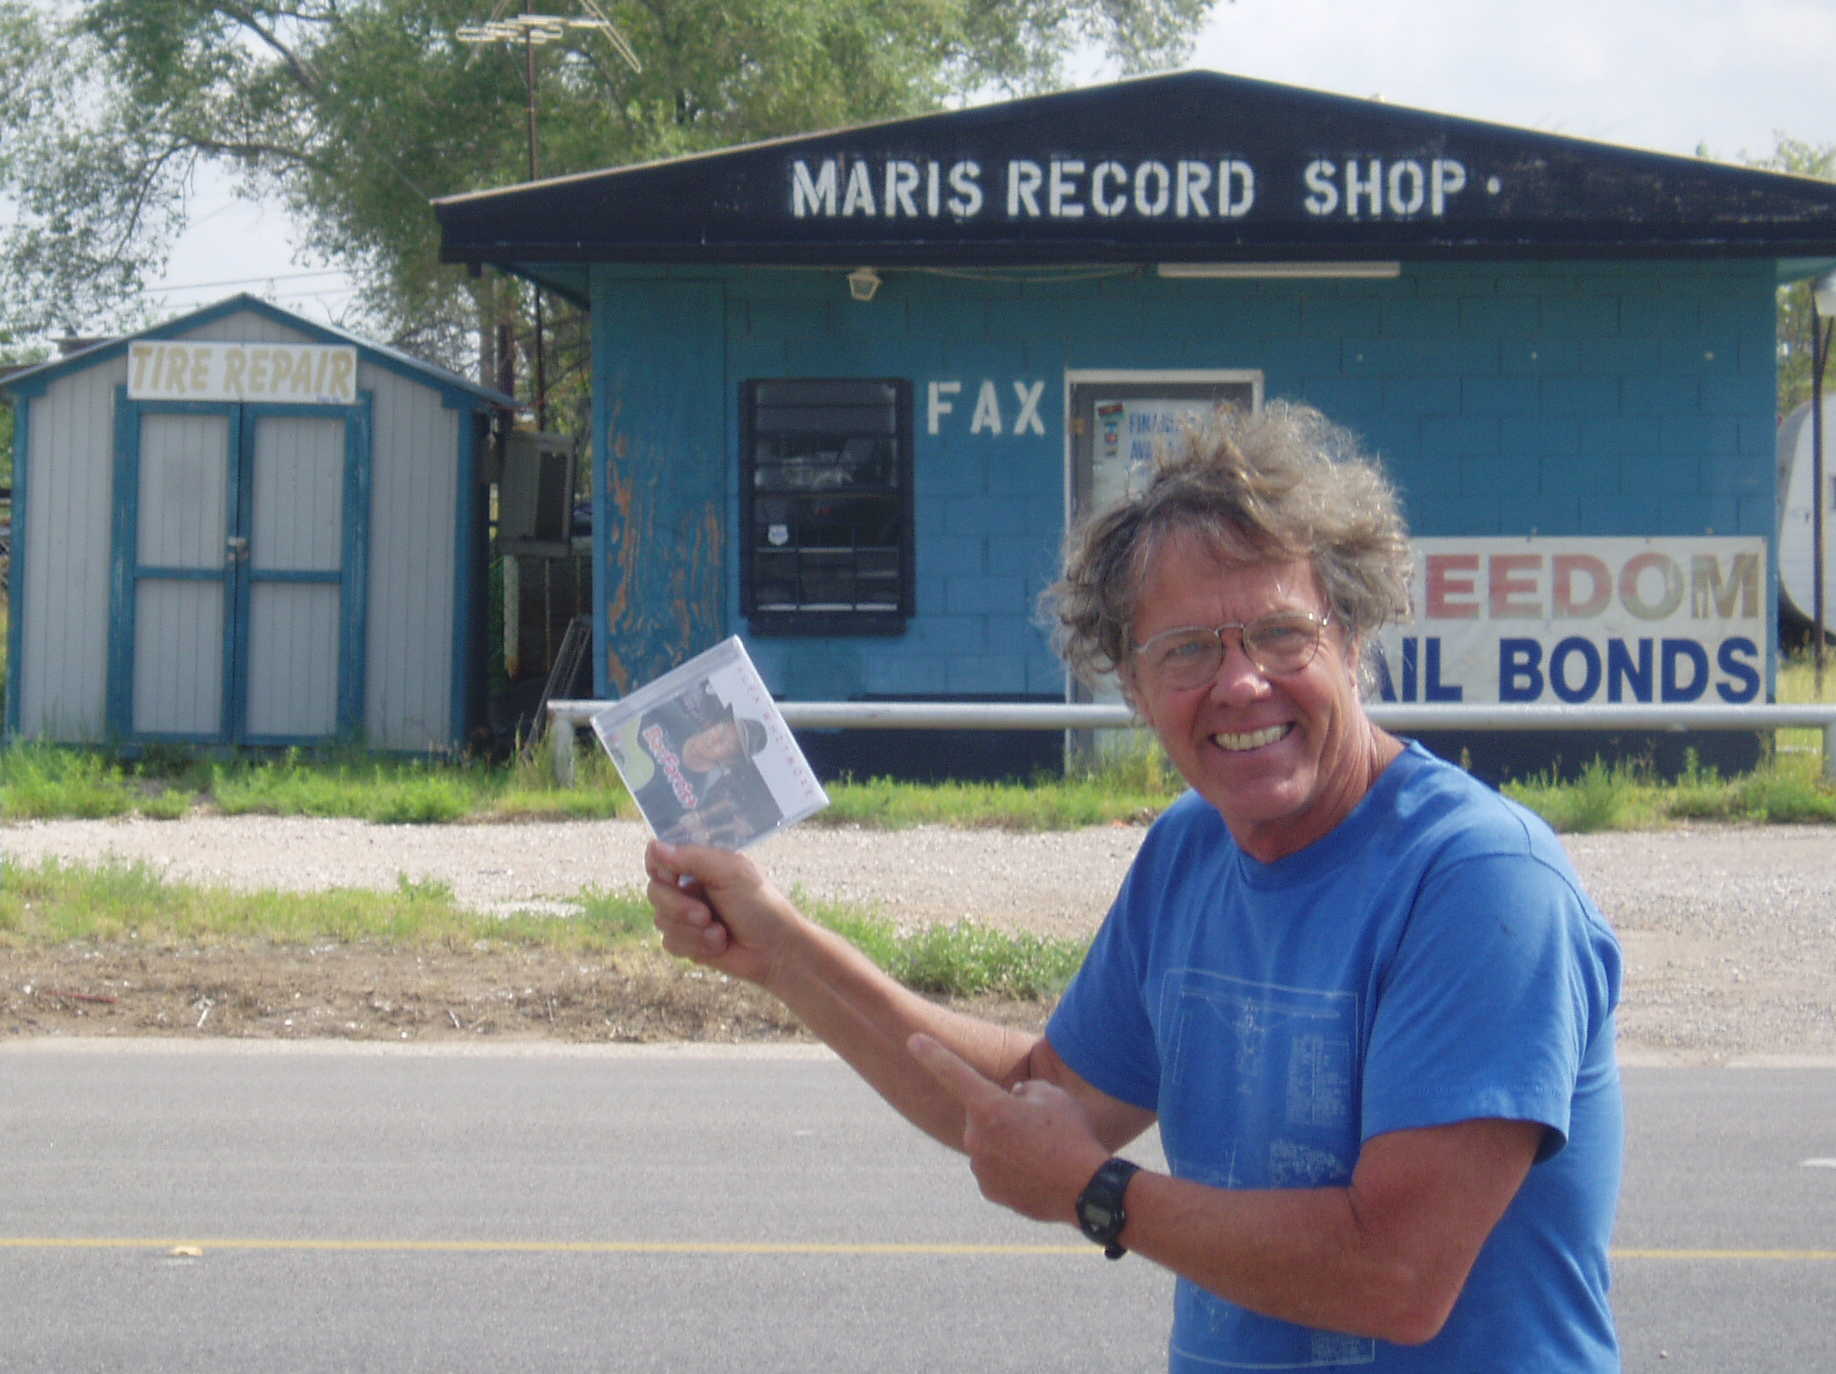 MARIS RECORD SHOP •
TIRE REPAIR
FAX
EEDOM
AIL BONDS